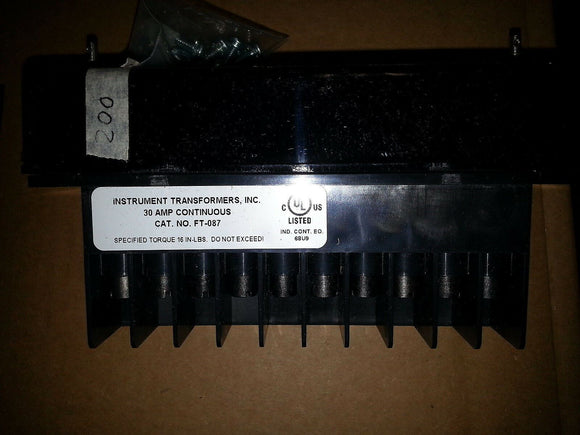 200
INSTRUMENT TRANSFORMERS, INC.
30 AMP CONTINUOUS
CAT. NO. FT-087
SPECIFIED TORQUE 16 IN-LBS. DO NOT EXCEED!
C UL US
LISTED
IND. CONT. EQ.
68U9